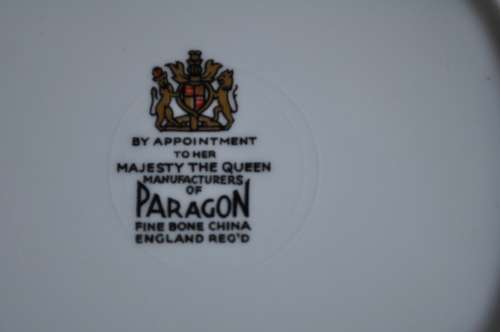 BY APPOINTMENT
TO HER
MAJESTY THE QUEEN
MANUFACTURERS
OF
PARAGON
FINE BONE CHINA
ENGLAND REG'D